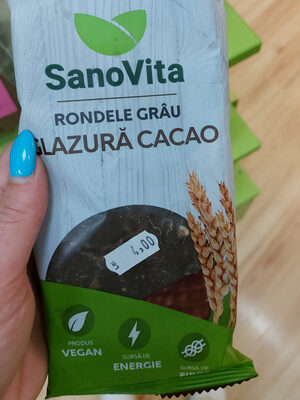 SanoVita
RONDELE GRÂU
GLAZURĂ CACAO
4,00
PRODUS
VEGAN
SURSĂ DE
ENERGIE
SURSĂ DE